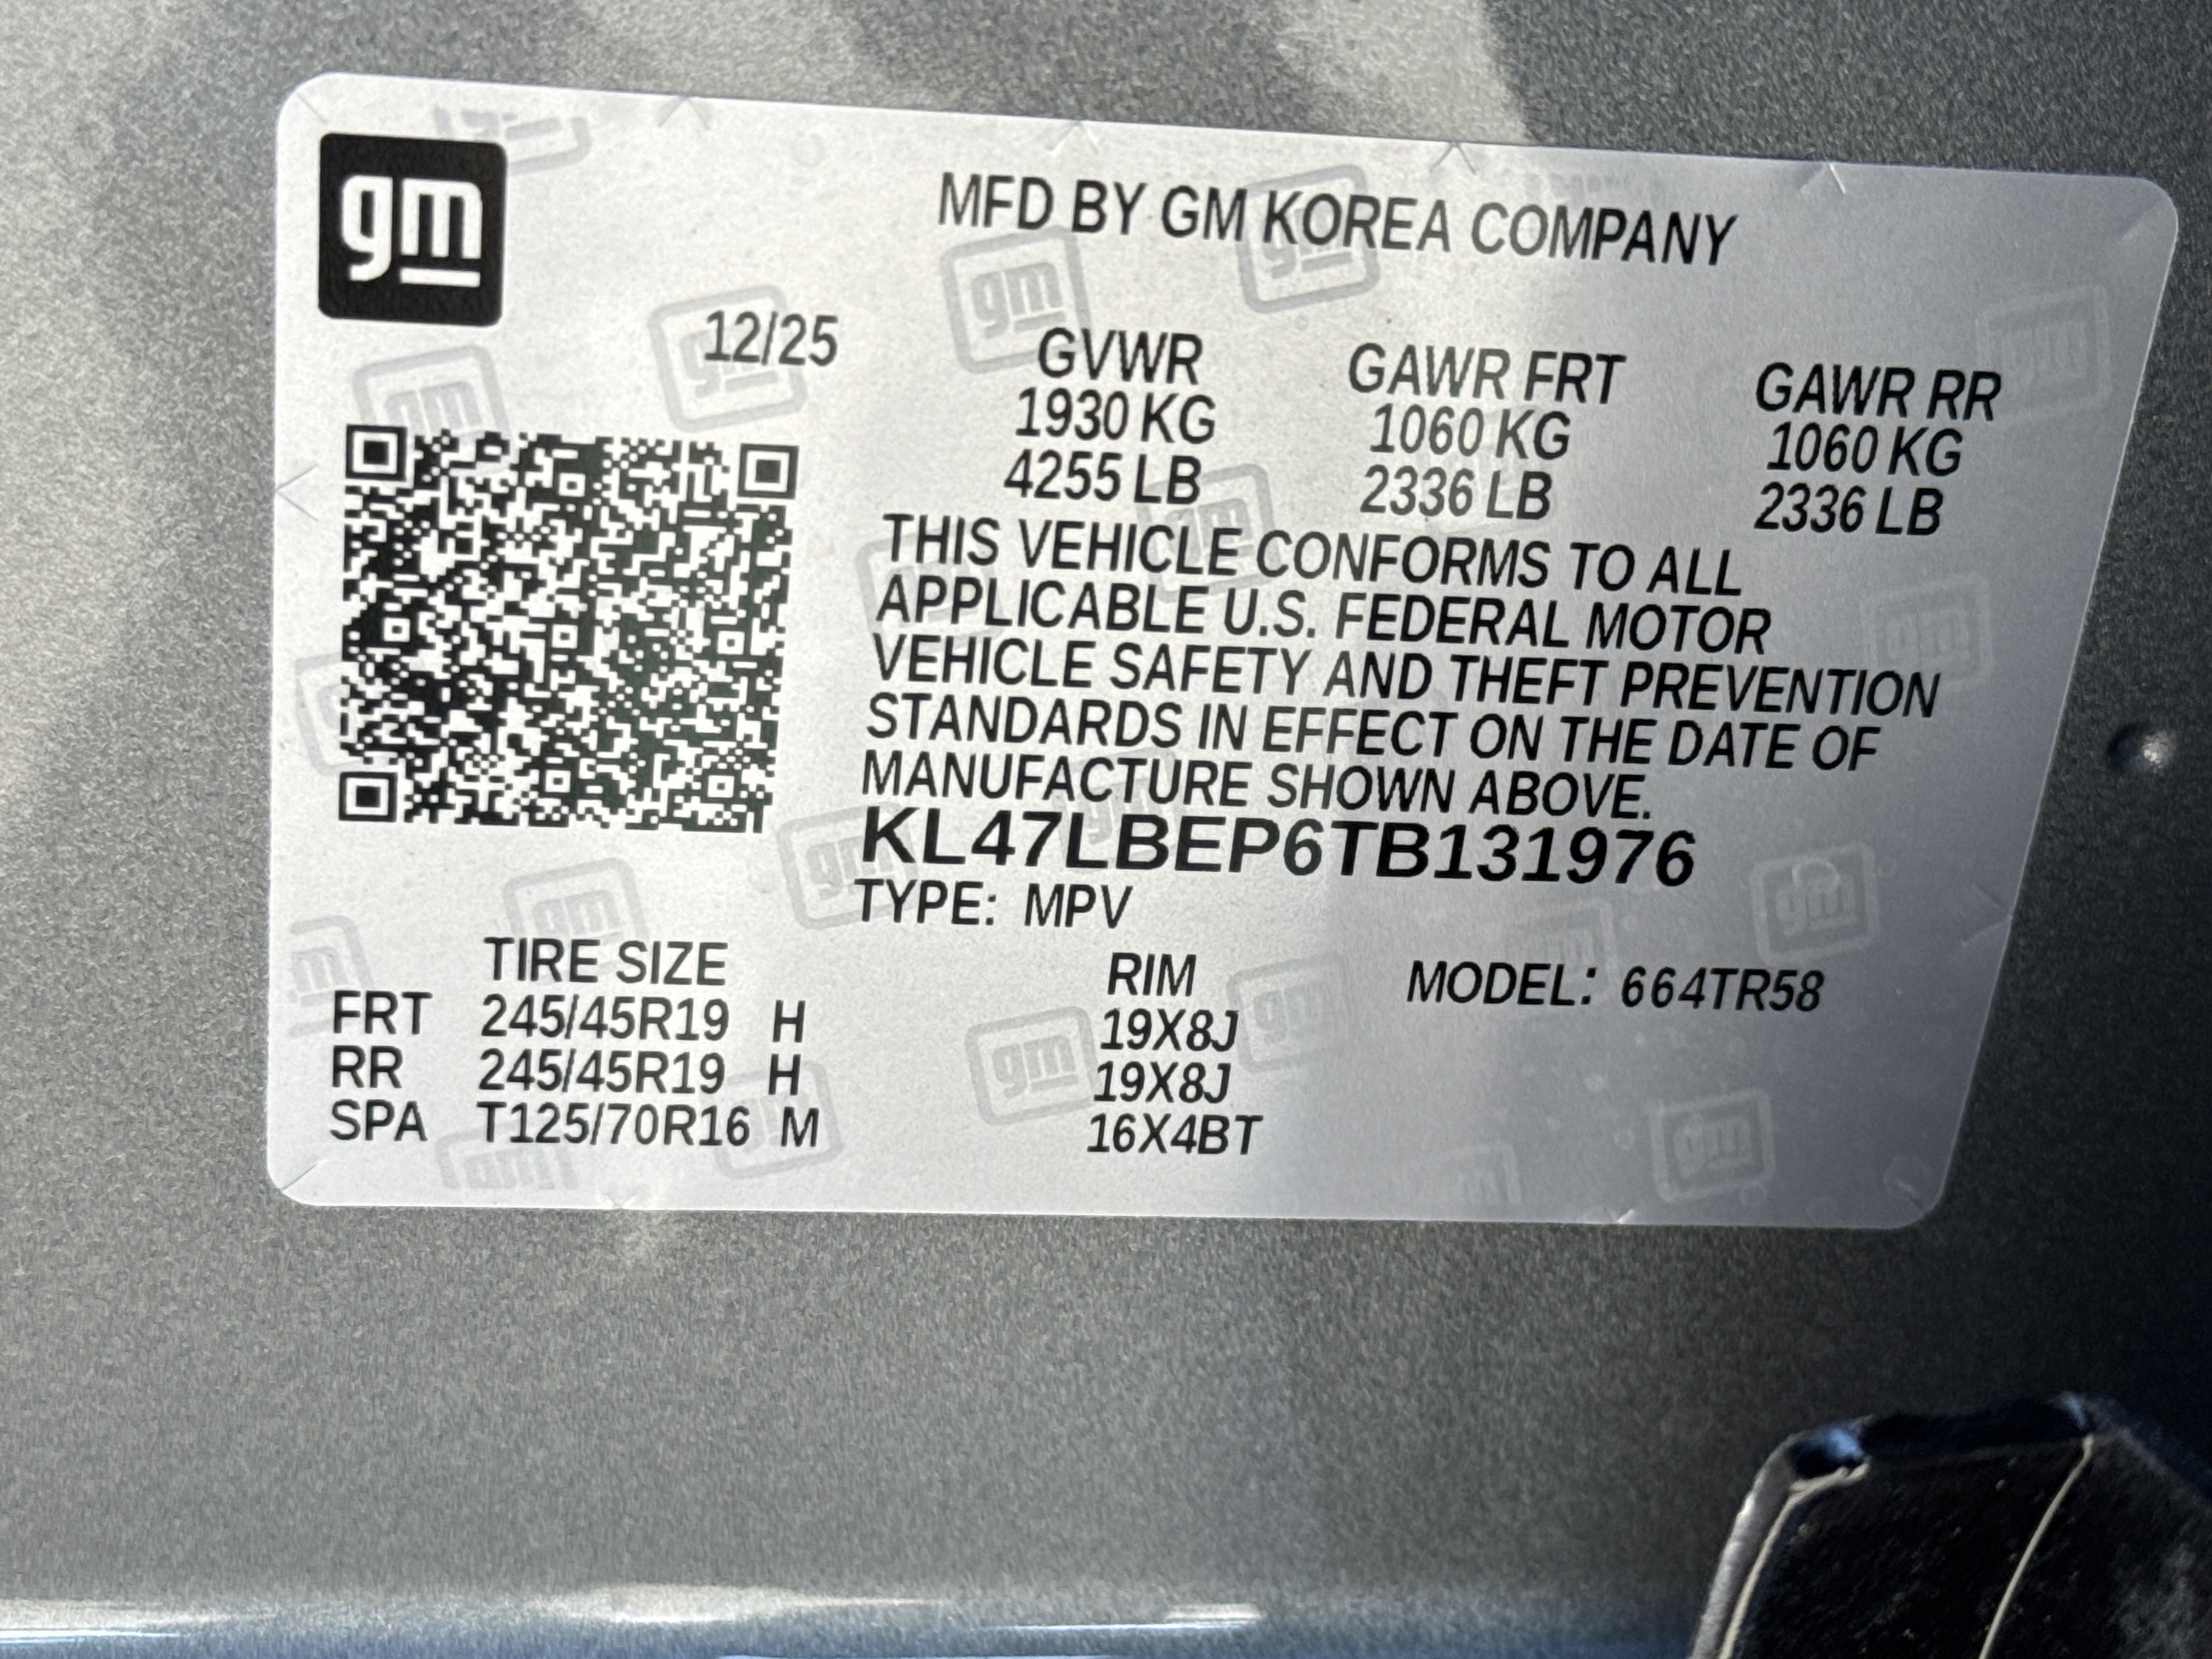 gm
MFD BY GM KOREA COMPANY
12/25
GVWR GAWR FRT GAWR RR
1930 KG 1060 KG 1060 KG
4255 LB 2336 LB 2336 LB
THIS VEHICLE CONFORMS TO ALL
APPLICABLE U.S. FEDERAL MOTOR
VEHICLE SAFETY AND THEFT PREVENTION
STANDARDS IN EFFECT ON THE DATE OF
MANUFACTURE SHOWN ABOVE.
KL47LBEP6TB131976
TYPE: MPV
TIRE SIZE RIM MODEL: 664TR58
FRT 245/45R19 H 19X8J
RR 245/45R19 H 19X8J
SPA T125/70R16 M 16X4BT